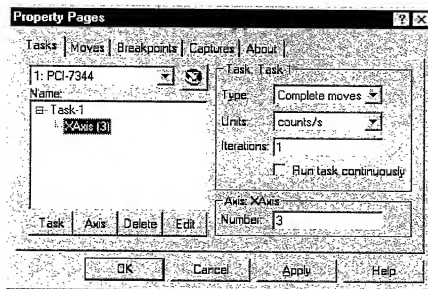 Property Pages
Tasks Moves Breakpoints Captures About
1: PCI-7344
Name:
Task-1
XAxis (3)
Task Axis Delete Edit
Task: Task-1
Type: Complete moves
Units: counts/s
Iterations: 1
Run task continuously
Axis: XAxis
Number: 3
OK Cancel Apply Help